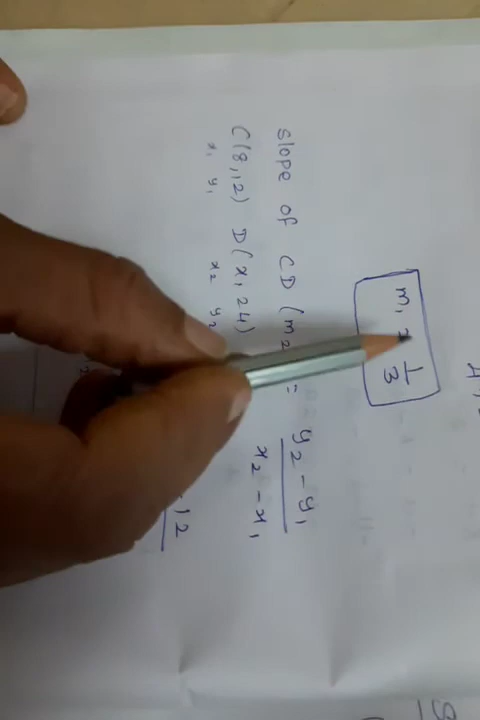 m₁ = 1/3
Slope of CD (m₂ = y₂ - y₁ / x₂ - x₁
C(8,12) D(x,24)
x₁ y₁ x₂ y₂
12